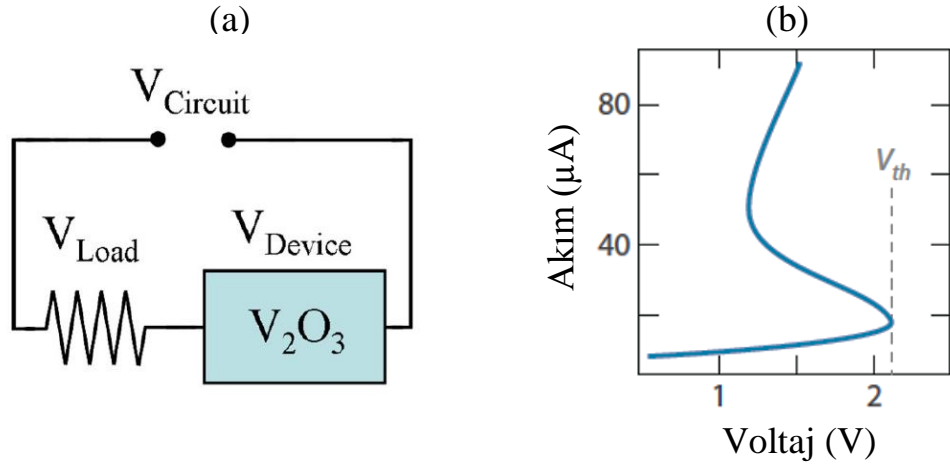 (a)
V_Circuit
V_Load
V_Device
V₂O₃
(b)
Akım (µA)
80
40
V_th
1 2
Voltaj (V)